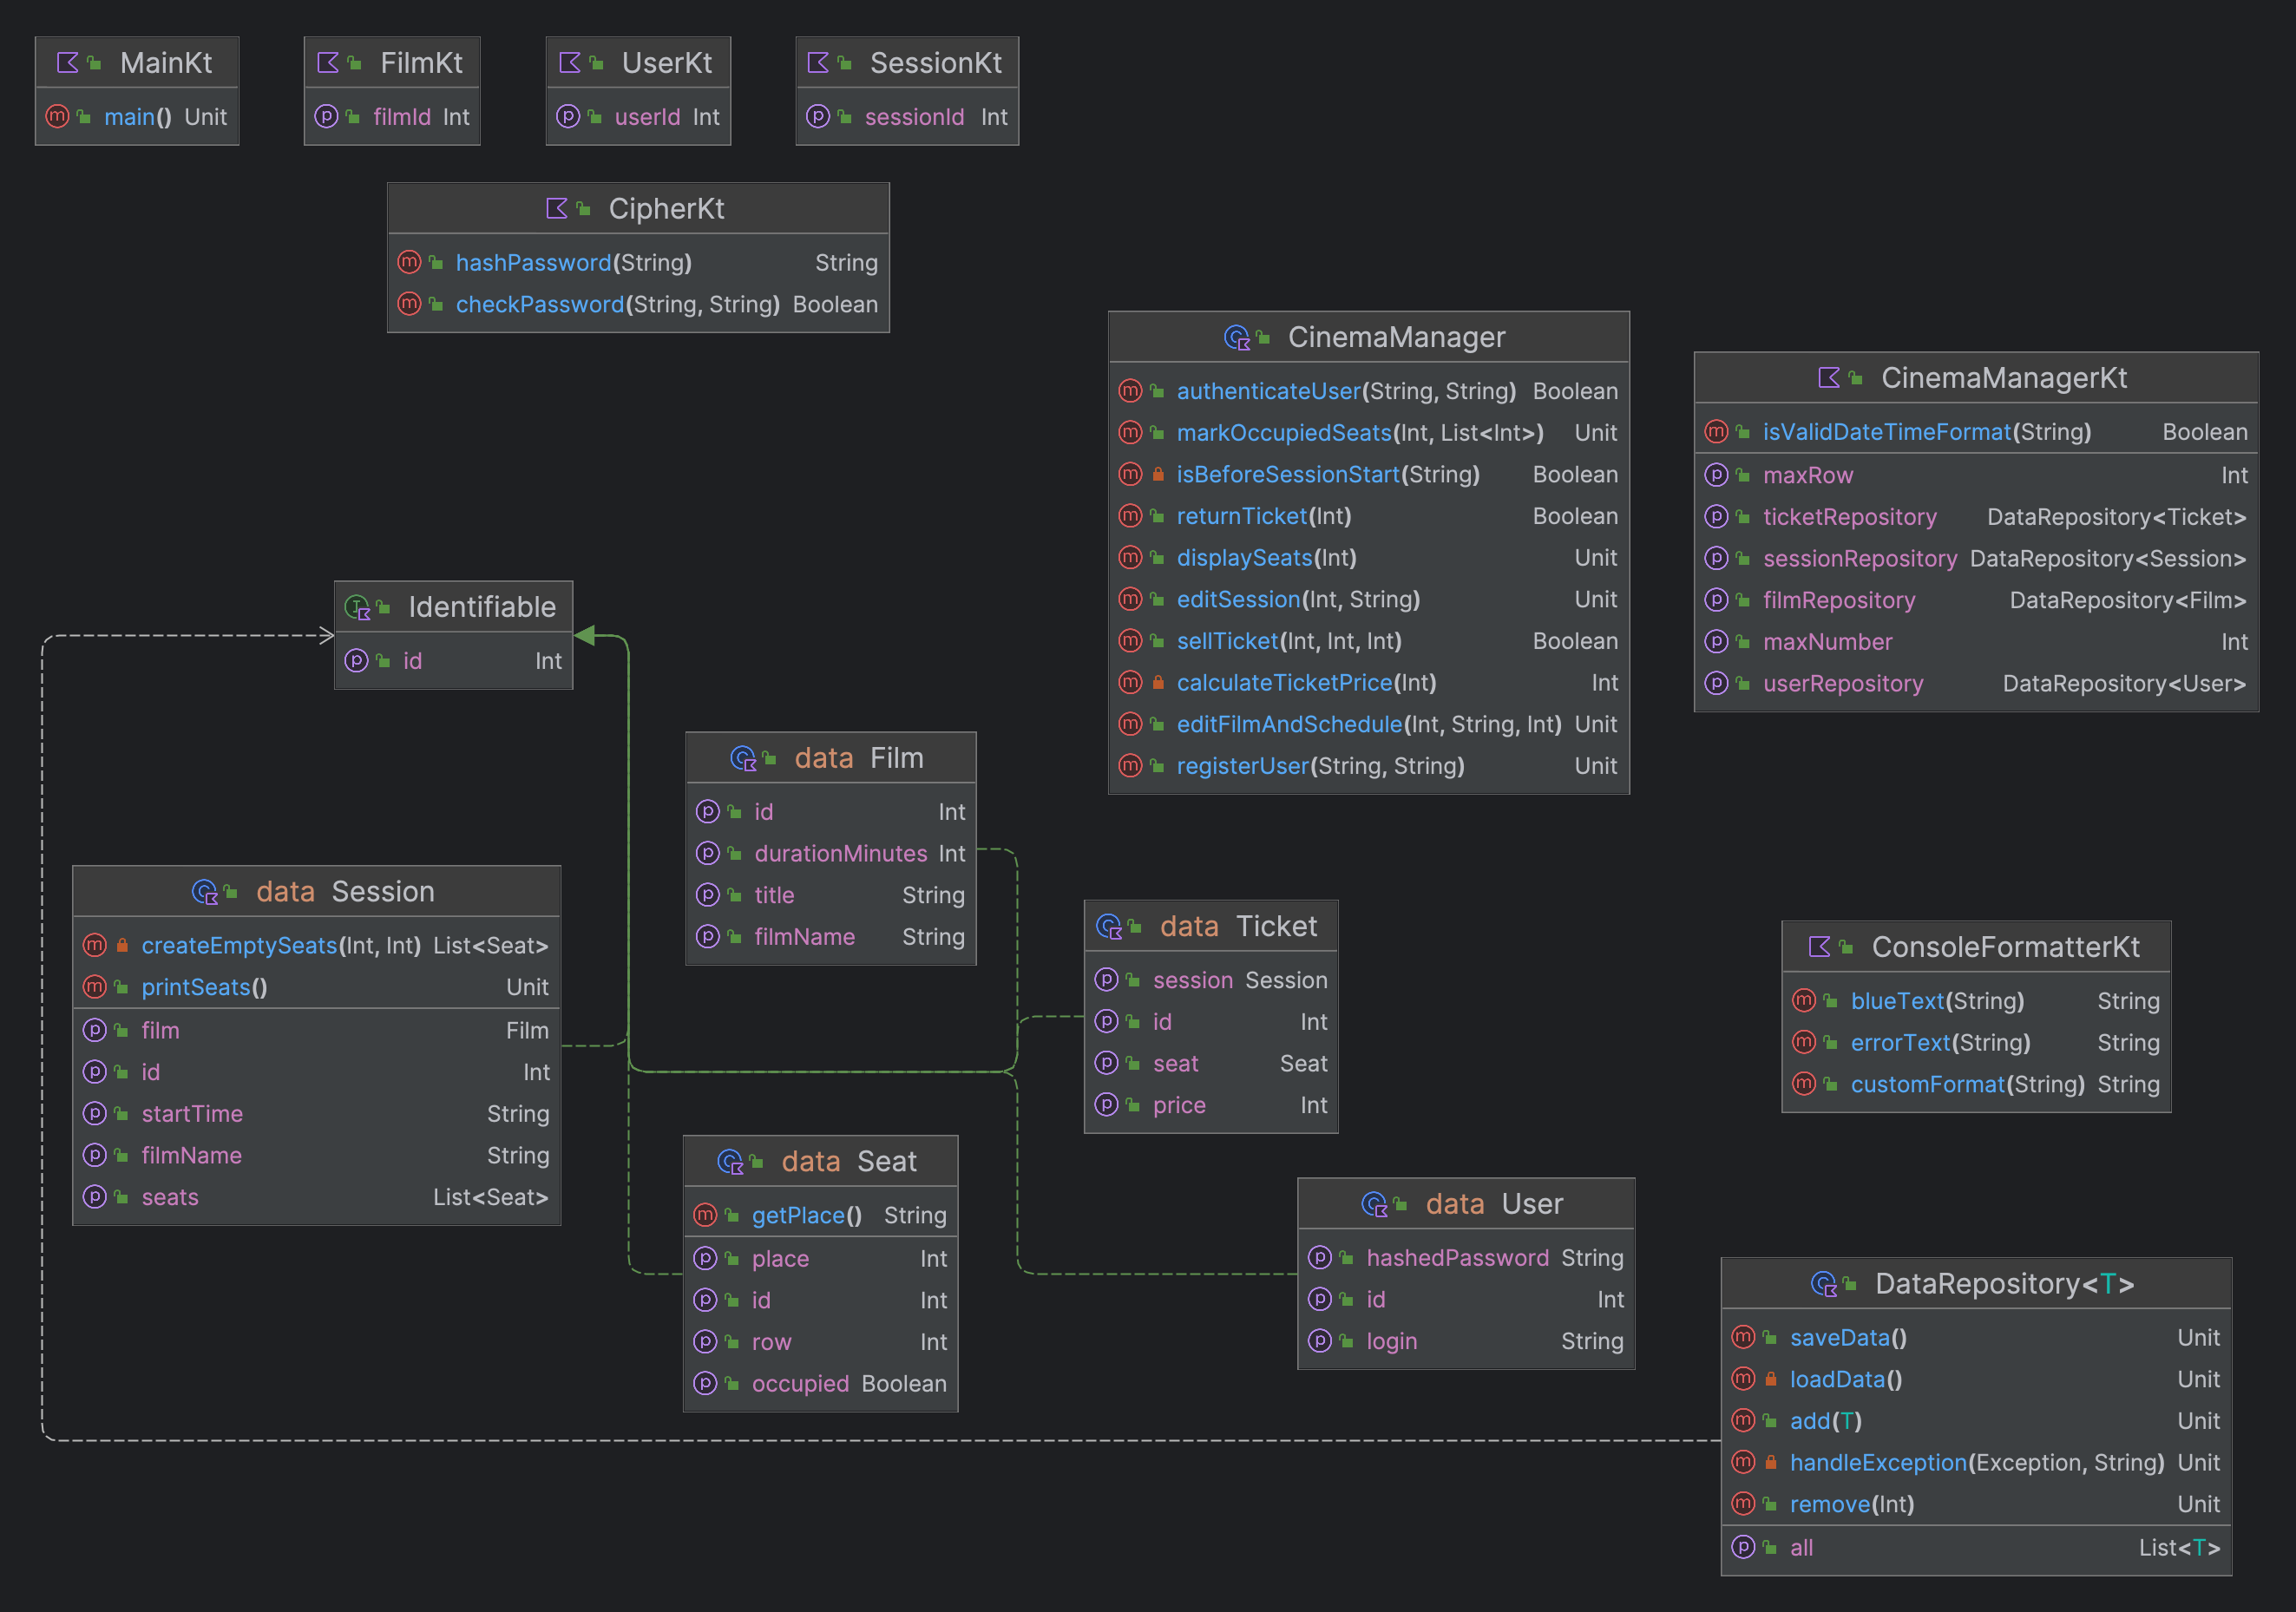 MainKt
main() Unit
FilmKt
filmId Int
UserKt
userId Int
SessionKt
sessionId Int
CipherKt
hashPassword(String) String
checkPassword(String, String) Boolean
CinemaManager
authenticateUser(String, String) Boolean
markOccupiedSeats(Int, List<Int>) Unit
isBeforeSessionStart(String) Boolean
returnTicket(Int) Boolean
displaySeats(Int) Unit
editSession(Int, String) Unit
sellTicket(Int, Int, Int) Boolean
calculateTicketPrice(Int) Int
editFilmAndSchedule(Int, String, Int) Unit
registerUser(String, String) Unit
CinemaManagerKt
isValidDateTimeFormat(String) Boolean
maxRow Int
ticketRepository DataRepository<Ticket>
sessionRepository DataRepository<Session>
filmRepository DataRepository<Film>
maxNumber Int
userRepository DataRepository<User>
Identifiable
id Int
data Film
id Int
durationMinutes Int
title String
filmName String
data Session
createEmptySeats(Int, Int) List<Seat>
printSeats() Unit
film Film
id Int
startTime String
filmName String
seats List<Seat>
data Ticket
session Session
id Int
seat Seat
price Int
ConsoleFormatterKt
blueText(String) String
errorText(String) String
customFormat(String) String
data Seat
getPlace() String
place Int
id Int
row Int
occupied Boolean
data User
hashedPassword String
id Int
login String
DataRepository<T>
saveData() Unit
loadData() Unit
add(T) Unit
handleException(Exception, String) Unit
remove(Int) Unit
all List<T>